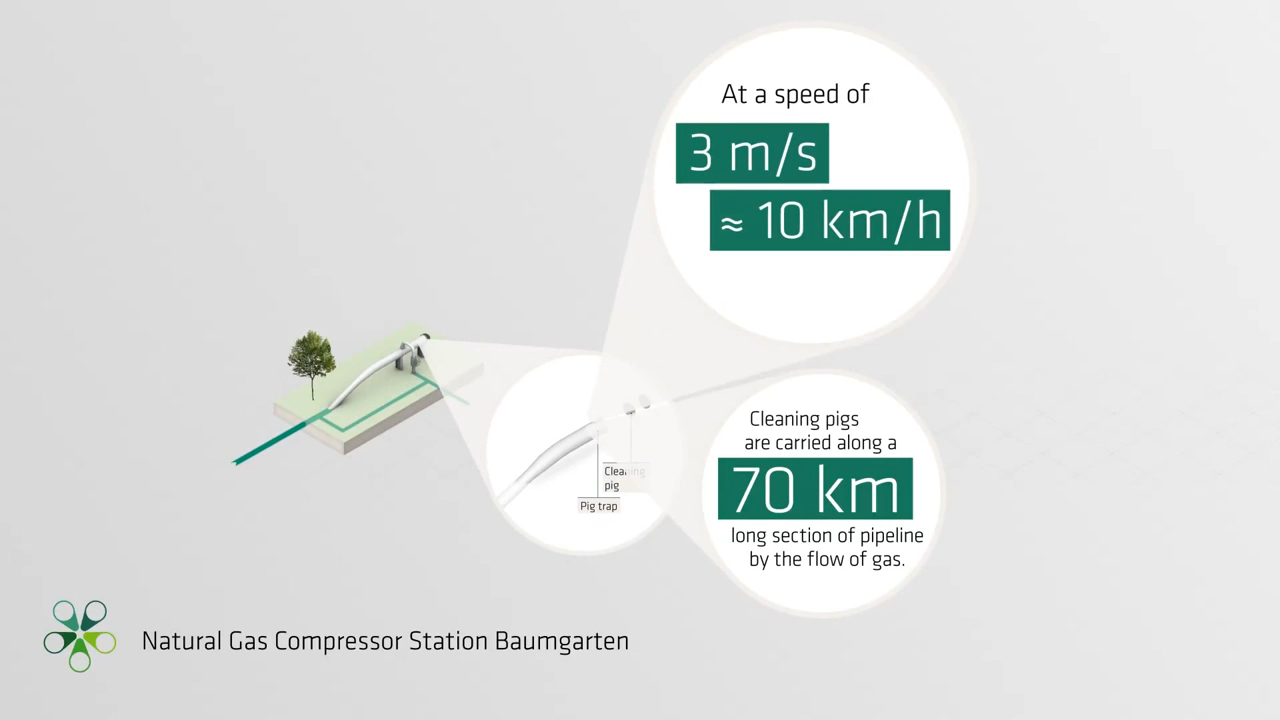 At a speed of
3 m/s
≈ 10 km/h
Cleaning pigs
are carried along a
70 km
long section of pipeline
by the flow of gas.
Cleaning
pig
Pig trap
Natural Gas Compressor Station Baumgarten